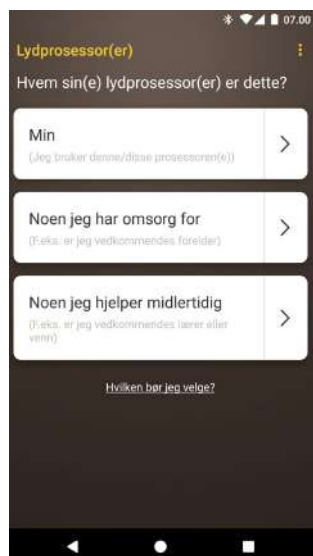 07.00
Lydprosessor(er)
Hvem sin(e) lydprosessor(er) er dette?
Min
(Jeg bruker denne/disse prosessoren(e))
Noen jeg har omsorg for
(F.eks. er jeg vedkommendes forelder)
Noen jeg hjelper midlertidig
(F.eks. er jeg vedkommendes lærer eller
venn)
Hvilken bør jeg velge?